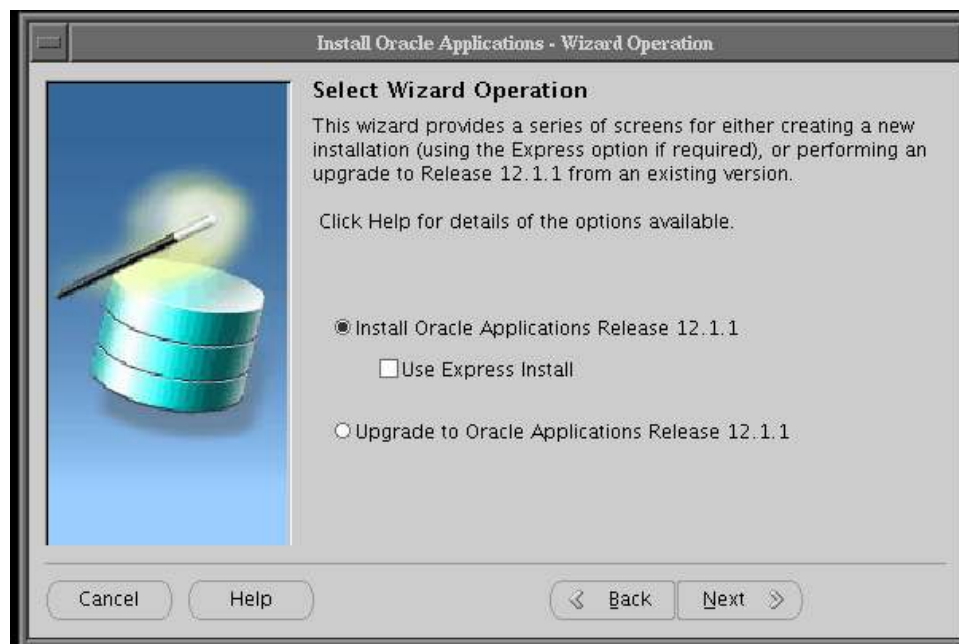 Install Oracle Applications - Wizard Operation
Select Wizard Operation
This wizard provides a series of screens for either creating a new
installation (using the Express option if required), or performing an
upgrade to Release 12.1.1 from an existing version.
Click Help for details of the options available.
Install Oracle Applications Release 12.1.1
Use Express Install
Upgrade to Oracle Applications Release 12.1.1
Cancel Help Back Next